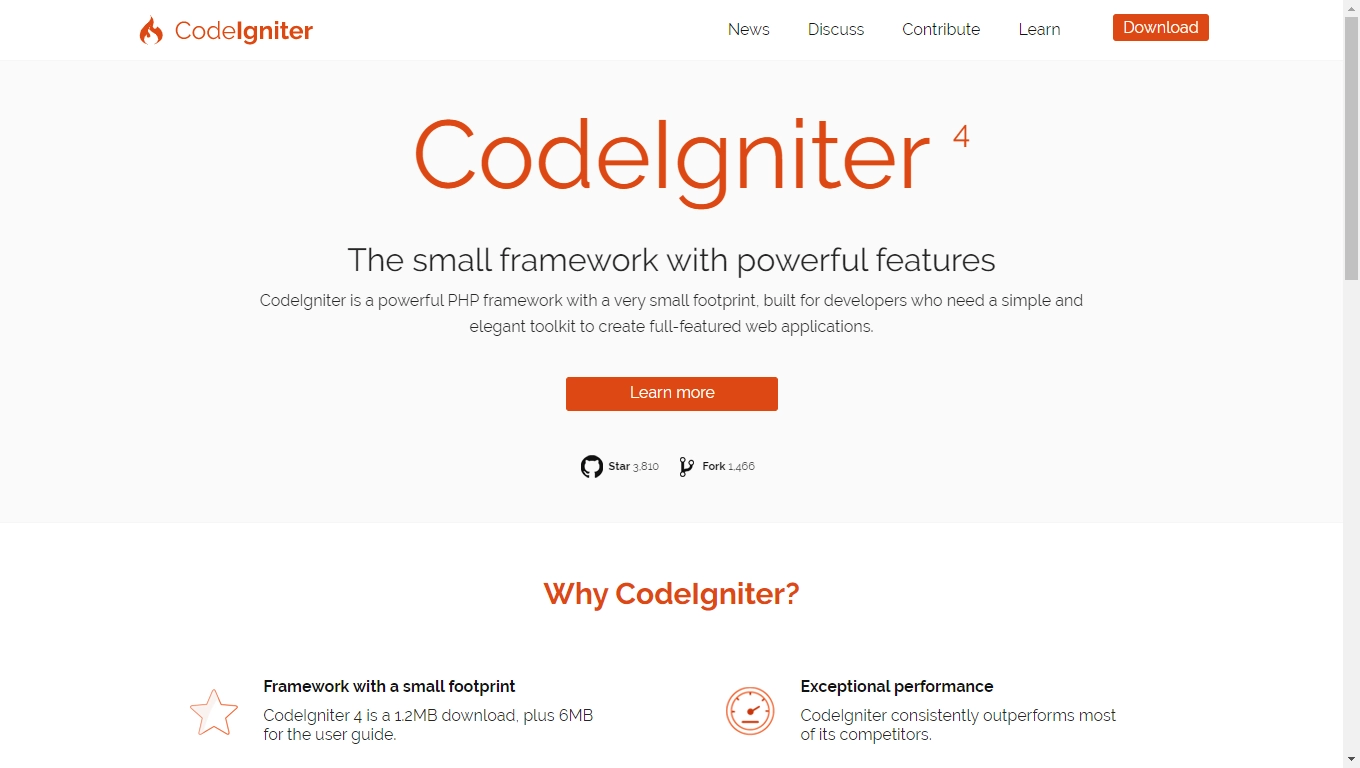 CodeIgniter
News
Discuss
Contribute
Learn
Download
CodeIgniter 4
The small framework with powerful features
CodeIgniter is a powerful PHP framework with a very small footprint, built for developers who need a simple and
elegant toolkit to create full-featured web applications.
Learn more
Star 3,810
Fork 1,466
Why CodeIgniter?
Framework with a small footprint
CodeIgniter 4 is a 1.2MB download, plus 6MB
for the user guide.
Exceptional performance
CodeIgniter consistently outperforms most
of its competitors.